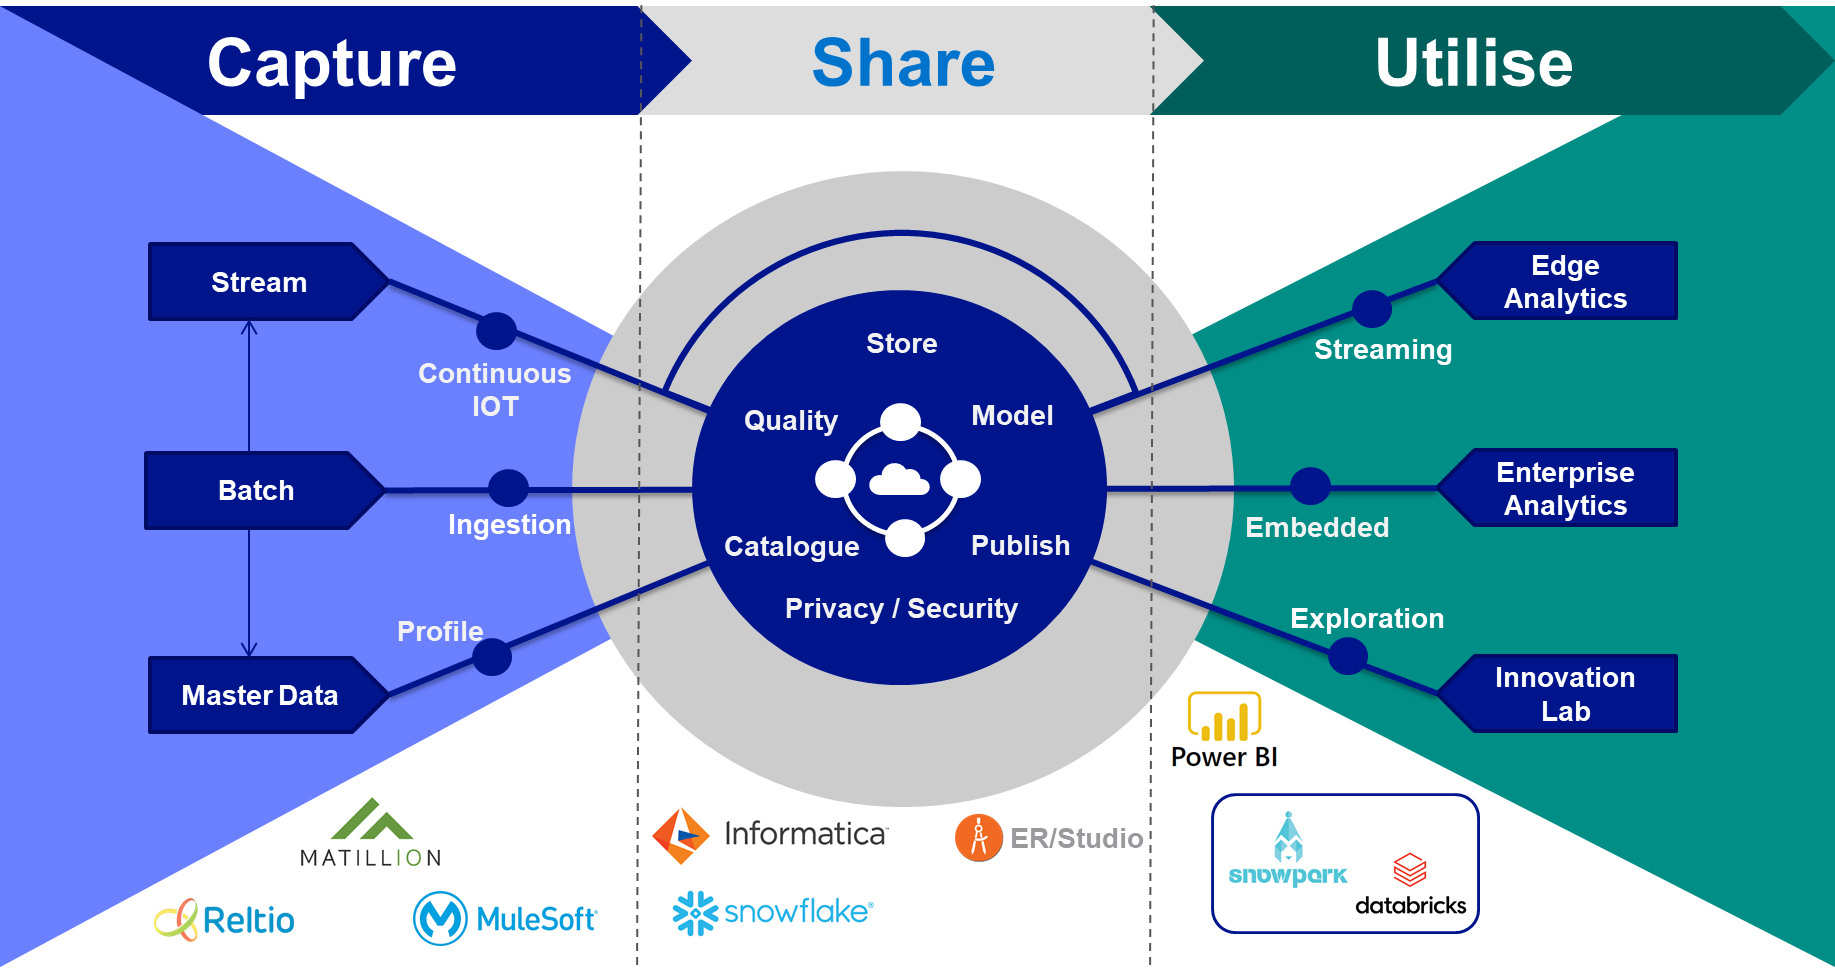 Capture
Share
Utilise
Stream
Continuous
IOT
Batch
Ingestion
Profile
Master Data
Store
Quality
Model
Catalogue
Publish
Privacy / Security
Edge
Analytics
Streaming
Enterprise
Analytics
Embedded
Exploration
Innovation
Lab
MATILLION
Reltio
MuleSoft®
Informatica™
ER/Studio
snowflake®
Power BI
snowpark
databricks